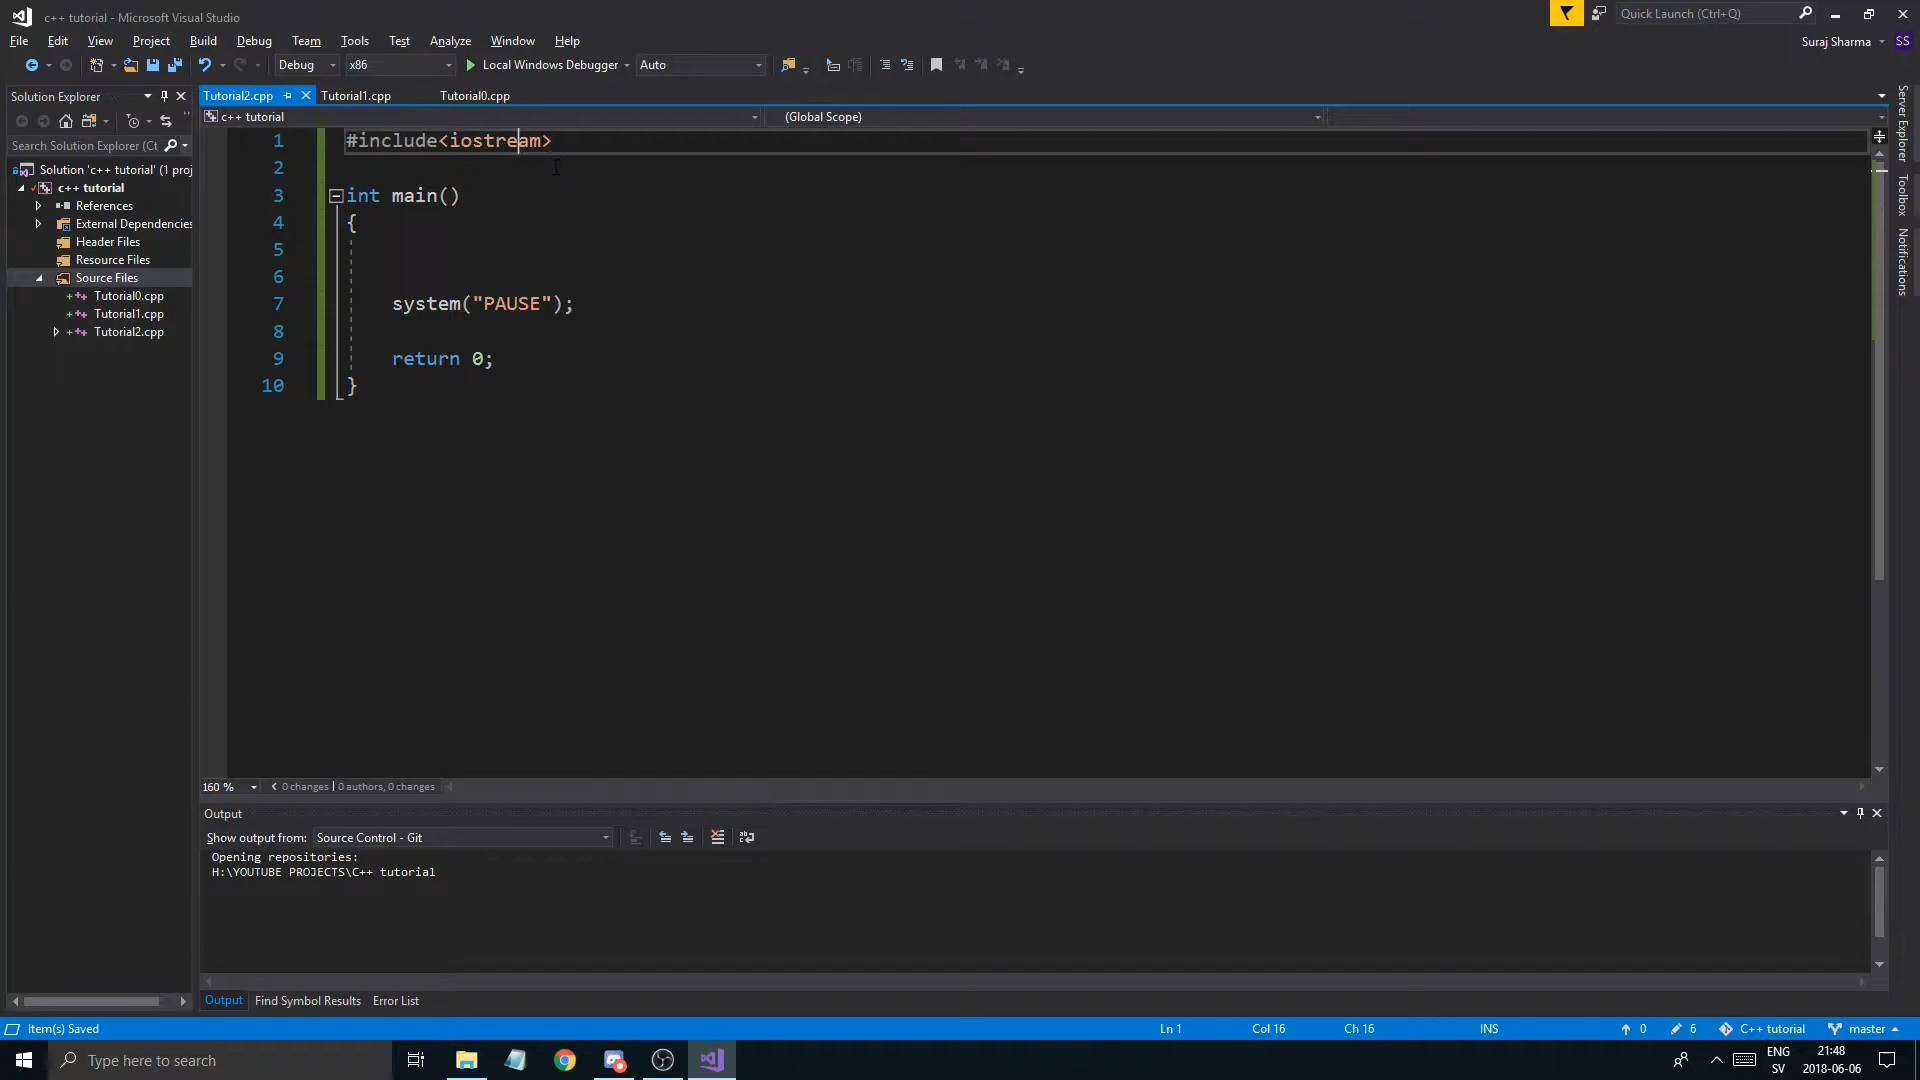 c++ tutorial - Microsoft Visual Studio
Quick Launch (Ctrl+Q)
File Edit View Project Build Debug Team Tools Test Analyze Window Help
Suraj Sharma SS
Debug x86 Local Windows Debugger Auto
Solution Explorer
Search Solution Explorer (Ct
Solution 'c++ tutorial' (1 proj
c++ tutorial
References
External Dependencies
Header Files
Resource Files
Source Files
Tutorial0.cpp
Tutorial1.cpp
Tutorial2.cpp
Tutorial2.cpp Tutorial1.cpp Tutorial0.cpp
c++ tutorial (Global Scope)
1 #include<iostream>
2
3 int main()
4 {
5
6
7 system("PAUSE");
8
9 return 0;
10 }
160 % 0 changes | 0 authors, 0 changes
Output
Show output from: Source Control - Git
Opening repositories:
H:\YOUTUBE PROJECTS\C++ tutorial
Output Find Symbol Results Error List
Server Explorer
Toolbox
Notifications
Item(s) Saved Ln 1 Col 16 Ch 16 INS 0 6 C++ tutorial master
Type here to search
ENG
SV
21:48
2018-06-06